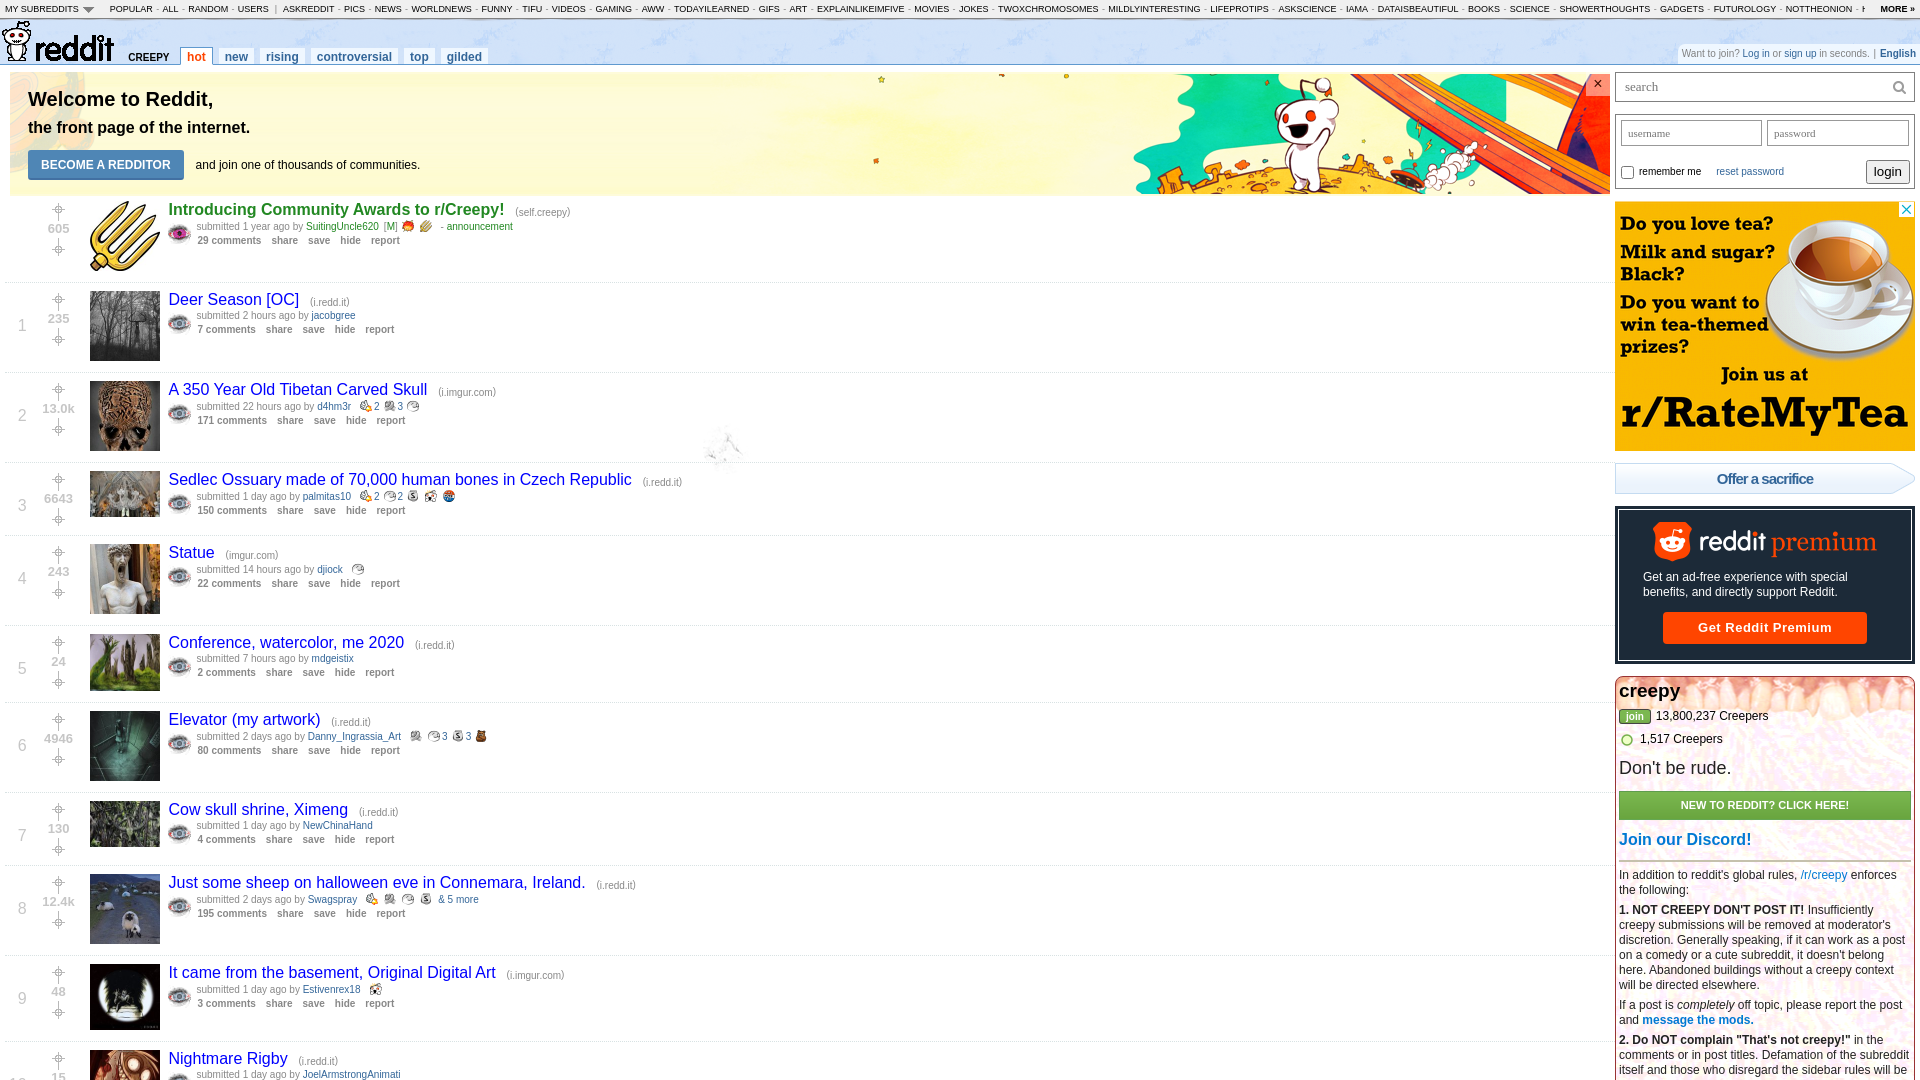 MY SUBREDDITS POPULAR - ALL - RANDOM - USERS | ASKREDDIT - PICS - NEWS - WORLDNEWS - FUNNY - TIFU - VIDEOS - GAMING - AWW - TODAYILEARNED - GIFS - ART - EXPLAINLIKEIMFIVE - MOVIES - JOKES - TWOXCHROMOSOMES - MILDLYINTERESTING - LIFEPROTIPS - ASKSCIENCE - IAMA - DATAISBEAUTIFUL - BOOKS - SCIENCE - SHOWERTHOUGHTS - GADGETS - FUTUROLOGY - NOTTHEONION - MORE »
reddit CREEPY hot new rising controversial top gilded
Want to join? Log in or sign up in seconds. | English
Welcome to Reddit,
the front page of the internet.
BECOME A REDDITOR and join one of thousands of communities.
×
605
Introducing Community Awards to r/Creepy! (self.creepy)
submitted 1 year ago by SuitingUncle620 [M] - announcement
29 comments share save hide report
1
235
Deer Season [OC] (i.redd.it)
submitted 2 hours ago by jacobgree
7 comments share save hide report
2
13.0k
A 350 Year Old Tibetan Carved Skull (i.imgur.com)
submitted 22 hours ago by d4hm3r 2 3
171 comments share save hide report
3
6643
Sedlec Ossuary made of 70,000 human bones in Czech Republic (i.redd.it)
submitted 1 day ago by palmitas10 2 2
150 comments share save hide report
4
243
Statue (imgur.com)
submitted 14 hours ago by djiock
22 comments share save hide report
5
24
Conference, watercolor, me 2020 (i.redd.it)
submitted 7 hours ago by mdgeistix
2 comments share save hide report
6
4946
Elevator (my artwork) (i.redd.it)
submitted 2 days ago by Danny_Ingrassia_Art 3 3
80 comments share save hide report
7
130
Cow skull shrine, Ximeng (i.redd.it)
submitted 1 day ago by NewChinaHand
4 comments share save hide report
8
12.4k
Just some sheep on halloween eve in Connemara, Ireland. (i.redd.it)
submitted 2 days ago by Swagspray & 5 more
195 comments share save hide report
9
48
It came from the basement, Original Digital Art (i.imgur.com)
submitted 1 day ago by Estivenrex18
3 comments share save hide report
15
Nightmare Rigby (i.redd.it)
submitted 1 day ago by JoelArmstrongAnimati
search
username password
remember me reset password login
Do you love tea?
Milk and sugar?
Black?
Do you want to
win tea-themed
prizes?
Join us at
r/RateMyTea
Offer a sacrifice
reddit premium
Get an ad-free experience with special
benefits, and directly support Reddit.
Get Reddit Premium
creepy
join 13,800,237 Creepers
1,517 Creepers
Don't be rude.
NEW TO REDDIT? CLICK HERE!
Join our Discord!
In addition to reddit's global rules, /r/creepy enforces
the following:
1. NOT CREEPY DON'T POST IT! Insufficiently
creepy submissions will be removed at moderator's
discretion. Generally speaking, if it can work as a post
on a comedy or a cute subreddit, it doesn't belong
here. Abandoned buildings without a creepy context
will be directed elsewhere.
If a post is completely off topic, please report the post
and message the mods.
2. Do NOT complain "That's not creepy!" in the
comments or in post titles. Defamation of the subreddit
itself and those who disregard the sidebar rules will be